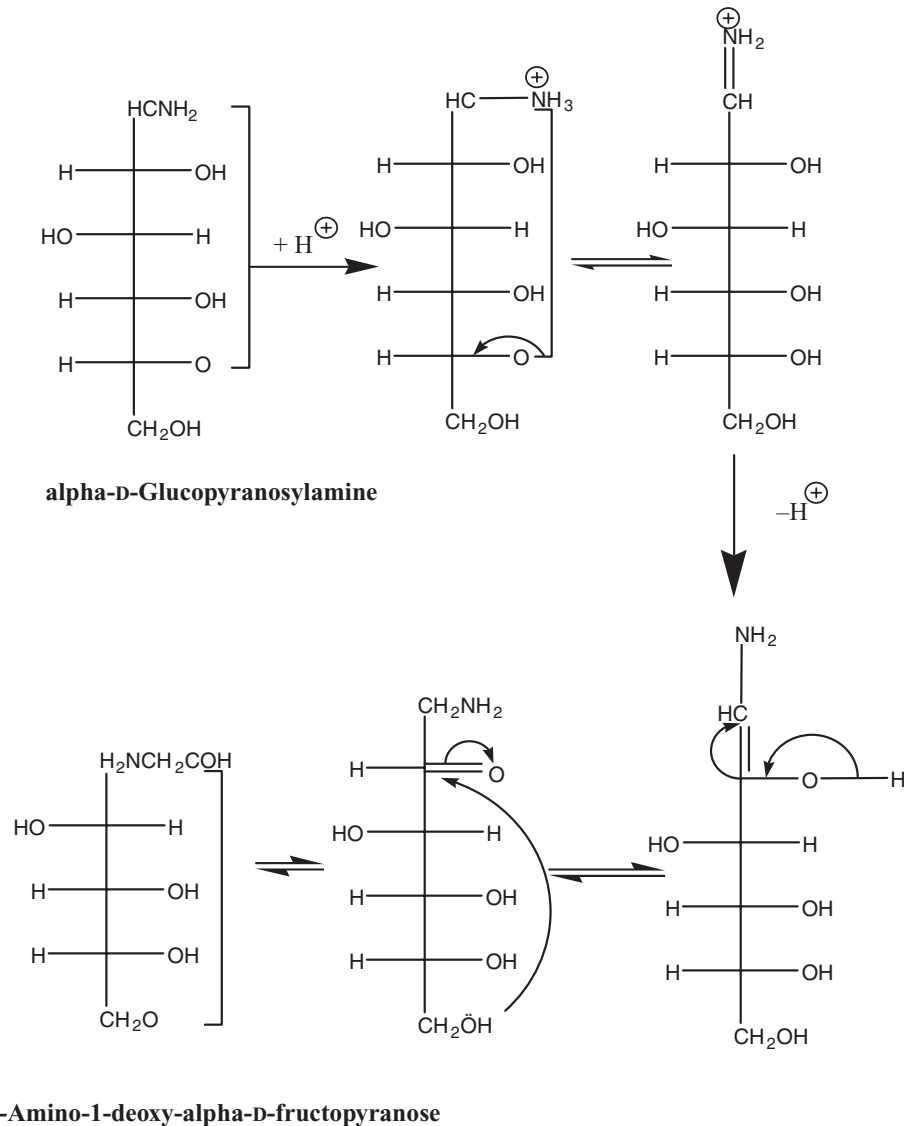 HCNH₂
H OH
HO H
H OH
H O
CH₂OH
alpha-D-Glucopyranosylamine
+ H⊕
⊕
HC NH₃
H OH
HO H
H OH
H O
CH₂OH
⊕
NH₂
CH
H OH
HO H
H OH
H OH
CH₂OH
–H⊕
NH₂
HC
O H
HO H
H OH
H OH
CH₂OH
CH₂NH₂
H O
HO H
H OH
H OH
CH₂ÖH
H₂NCH₂COH
HO H
H OH
H OH
CH₂O
-Amino-1-deoxy-alpha-D-fructopyranose